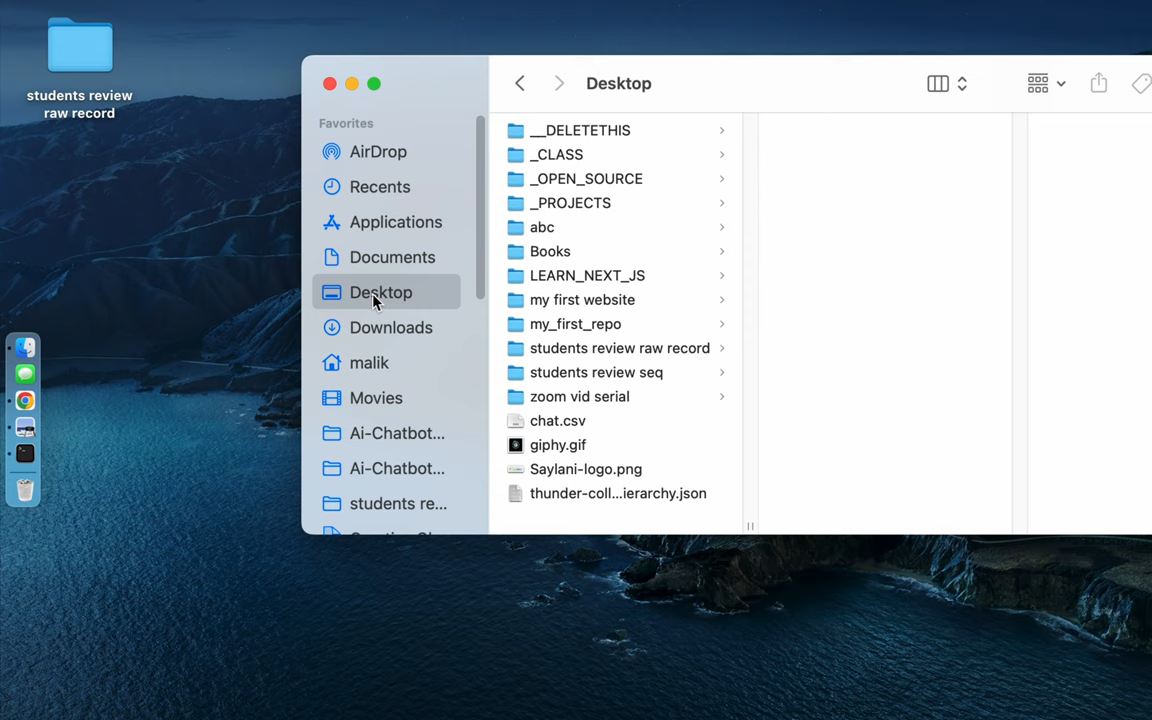 students review
raw record
Desktop
Favorites
AirDrop
Recents
Applications
Documents
Desktop
Downloads
malik
Movies
Ai-Chatbot...
Ai-Chatbot...
students re...
__DELETETHIS
_CLASS
_OPEN_SOURCE
_PROJECTS
abc
Books
LEARN_NEXT_JS
my first website
my_first_repo
students review raw record
students review seq
zoom vid serial
chat.csv
giphy.gif
Saylani-logo.png
thunder-coll...ierarchy.json